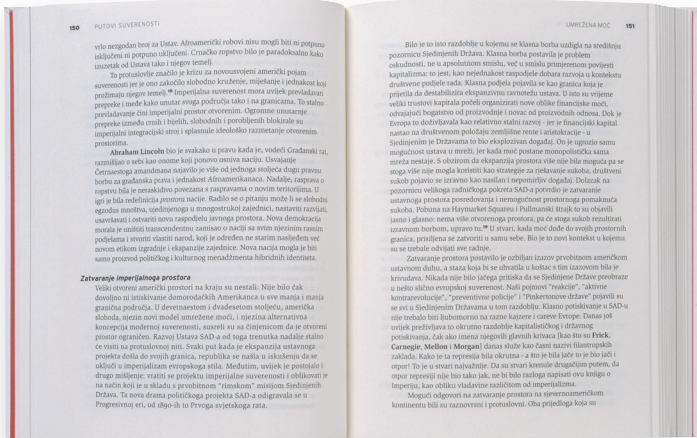 150 PUTOVI SUVERENOSTI
vrlo nezgodan broj za Ustav. Afroamerički robovi nisu mogli biti ni potpuno
isključeni ni potpuno uključeni. Crnačko ropstvo bilo je paradoksalno kako
izuzetak od Ustava tako i njegov temelj.
To protuslovlje značilo je krizu za novousvojeni američki pojam
suverenosti jer je ono zakočilo slobodno kruženje, miješanje i jednakost koji
prožimaju njegov temelj. Imperijalna suverenost mora uvijek prevladavati
prepreke i međe kako unutar svoga područja tako i na granicama. To stalno
prevladavanje čini imperijalni prostor otvorenim. Ogromne unutarnje
prepreke između crnih i bijelih, slobodnih i porobljenih blokirale su
imperijalni integracijski stroj i splasnule ideološko razmetanje otvorenim
prostorima.
Abraham Lincoln bio je svakako u pravu kada je, vodeći Građanski rat,
razmišljao o sebi kao onome koji ponovo osniva naciju. Usvajanje
Četrnaestoga amandmana najavilo je više od jednoga stoljeća dugu pravnu
borbu za građanska prava i jednakost Afroamerikanaca. Nadalje, rasprava o
ropstvu bila je neraskidivo povezana s raspravama o novim teritorijima. U
igri je bila redefinicija prostora nacije. Radilo se o pitanju može li se slobodni
egzodus mnoštva, ujedinjenoga u mnogostrukoj zajednici, nastaviti razvijati,
usavršavati i ostvariti novu raspodjelu javnoga prostora. Nova demokracija
morala je uništiti transcendentnu zamisao o naciji sa svim njezinim rasnim
podjelama i stvoriti vlastiti narod, koji je određen ne starim nasljeđem već
novom etikom izgradnje i ekspanzije zajednice. Nova nacija mogla je biti
samo proizvod političkog i kulturnog menadžmenta hibridnih identiteta.
Zatvaranje imperijalnoga prostora
Veliki otvoreni američki prostori na kraju su nestali. Nije bilo čak
dovoljno ni istiskivanje domorodačkih Amerikanaca u sve manja i manja
granična područja. U devetnaestom i dvadesetom stoljeću, američka
sloboda, njezin novi model umrežene moći, i njezina alternativna
koncepcija modernoj suverenosti, susreli su sa činjenicom da je otvoreni
prostor ograničen. Razvoj Ustava SAD-a od toga trenutka nadalje stalno
će visiti na protuslovnoj niti. Svaki put kada je ekspanzija ustavnoga
projekta došla do svojih granica, republika se našla u iskušenju da se
uključi u imperijalizam evropskoga stila. Međutim, uvijek je postojalo i
drugo mišljenje: vratiti se projektu imperijalne suverenosti i oblikovati je
na način koji je u skladu s prvobitnom "rimskom" misijom Sjedinjenih
Država. Ta nova drama političkoga projekta SAD-a odigravala se u
Progresivnoj eri, od 1890-ih to Prvoga svjetskoga rata.
UMREŽENA MOĆ 151
Bilo je to isto razdoblje u kojemu se klasna borba uzdigla na središnju
pozornicu Sjedinjenih Država. Klasna borba postavila je problem
oskudnosti, ne u apsolutnom smislu, već u smislu primjerenom povijesti
kapitalizma: to jest, kao nejednakost raspodjele dobara razvoja u kontekstu
društvene podjele rada. Klasna podjela pojavila se kao granica koja je
prijetila da destabilizira ekspanzivnu ravnotežu ustava. U isto su vrijeme
veliki trustovi kapitala počeli organizirati nove oblike financijske moći,
odvajajući bogatstvo od proizvodnje i novac od proizvodnih odnosa. Dok je
Evropa to doživljavala kao relativno stalni razvoj - jer je financijski kapital
nastao na društvenom položaju zemljišne rente i aristokracije - u
Sjedinjenim je Državama to bio eksplozivan događaj. On je ugrozio samu
mogućnost ustava u mreži, jer kada moć postane monopolistička sama
mreža nestaje. S obzirom da ekspanzija prostora više nije bila moguća pa se
stoga više nije mogla koristiti kao strategije za rješavanje sukoba, društveni
sukob pojavio se izravno kao nasilan i nepomirljiv događaj. Dolazak na
pozornicu velikoga radničkoga pokreta SAD-a potvrdio je zatvaranje
ustavnoga prostora posredovanja i nemogućnost prostornoga pomaknuća
sukoba. Pobuna na Haymarket Squareu i Pullmanski štrajk to su objavili
jasno i glasno: nema više otvorenoga prostora, pa će stoga sukob rezultirati
izravnom borbom, upravo tu. U stvari, kada moć dođe do svojih prostornih
granica, prisiljena se zatvoriti u samu sebe. Bio je to novi kontekst u kojemu
su se trebale odvijati sve radnje.
Zatvaranje prostora postavilo je ozbiljan izazov prvobitnom američkom
ustavnom duhu, a staza koja bi se uhvatila u koštac s tim izazovom bila je
krivudava. Nikada nije bilo jačega pritiska da se Sjedinjene Države preobraze
u nešto slično evropskoj suverenosti. Naši pojmovi "reakcije", "aktivne
kontrarevolucije", "preventivne policije" i "Pinkertonove države" pojavili su
se svi u Sjedinjenim Državama u tom razdoblju. Klasno potiskivanje u SAD-u
nije trebalo biti ljubomorno na razne kajzere i careve Evrope. Danas još
uvijek preživljava to okrutno razdoblje kapitalističkog i državnog
potiskivanja, čak ako imena njegovih glavnih krivaca (kao što su Frick,
Carnegie, Mellon i Morgan) danas služe kao časni nazivi filantropskih
zaklada. Kako je ta represija bila okrutna - a što je bila jače to je bio jači i
otpor! To je u stvari najvažnije. Da su stvari krenule drugačijim putem, da
otpor represiji nije bio tako jak, ne bi bilo razloga napisati ovu knjigu o
Imperiju, kao obliku vladavine različitom od imperijalizma.
Mogući odgovori na zatvaranje prostora na sjevernoameričkom
kontinentu bili su raznovrsni i protuslovni. Oba prijedloga koja su